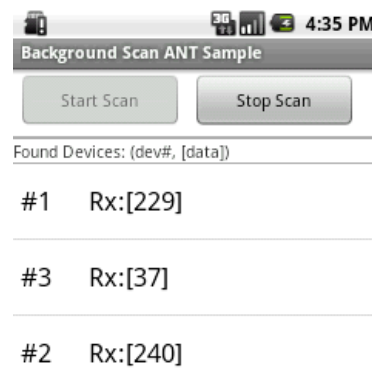 3G 4:35 PM
Background Scan ANT Sample
Start Scan Stop Scan
Found Devices: (dev#, [data])
#1 Rx:[229]
#3 Rx:[37]
#2 Rx:[240]